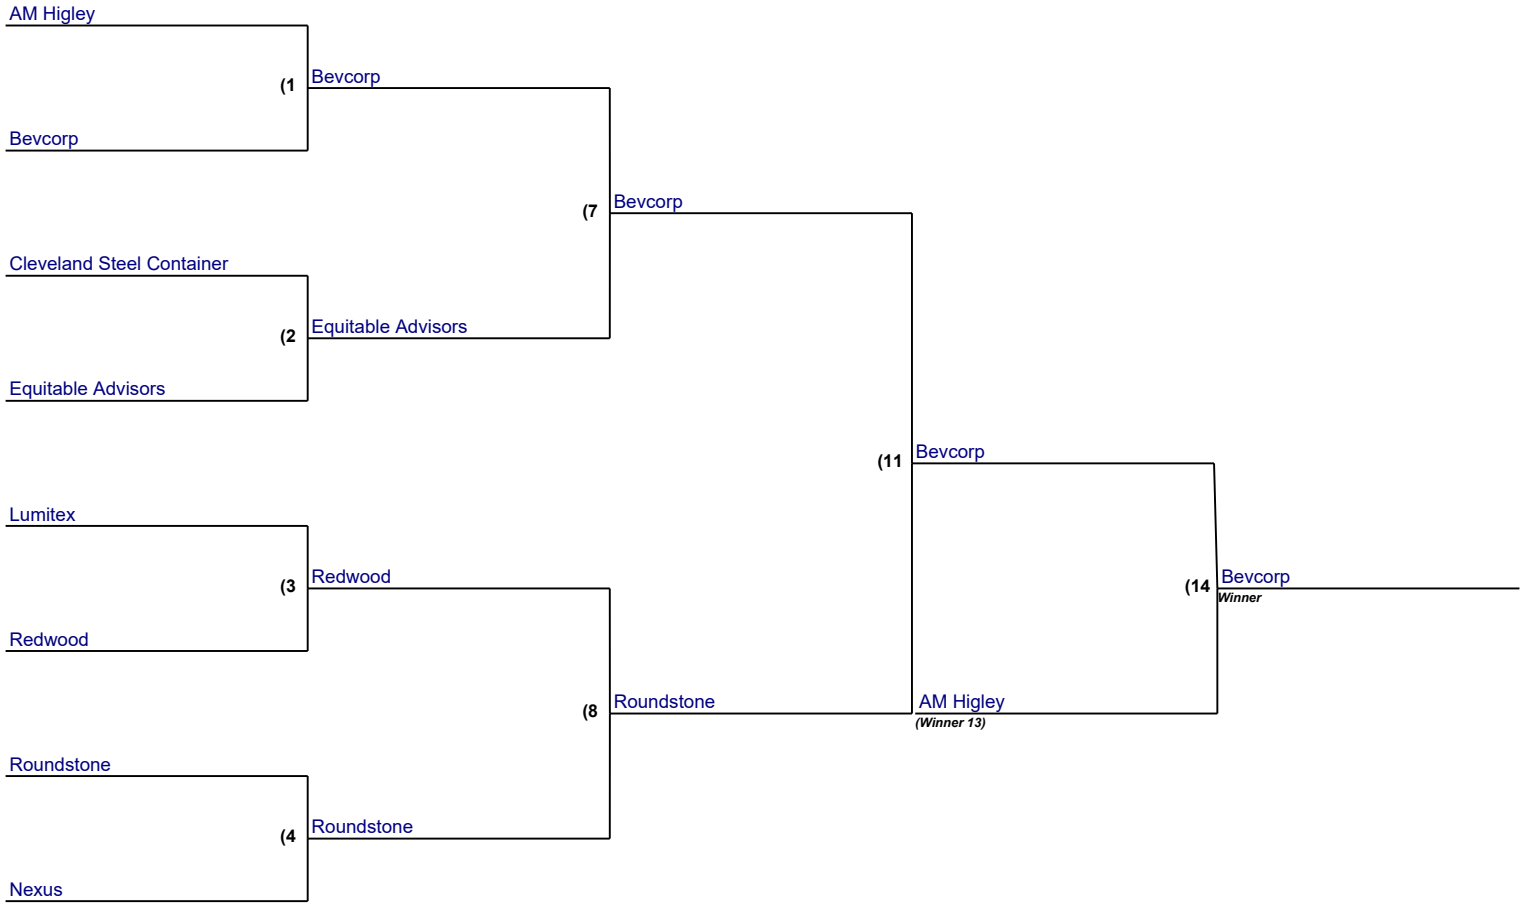 AM Higley
(1
Bevcorp
Bevcorp
(7
Bevcorp
Cleveland Steel Container
(2
Equitable Advisors
Equitable Advisors
(11
Bevcorp
Lumitex
(3
Redwood
(14
Bevcorp
Winner
Redwood
(8
Roundstone
AM Higley
(Winner 13)
Roundstone
(4
Roundstone
Nexus